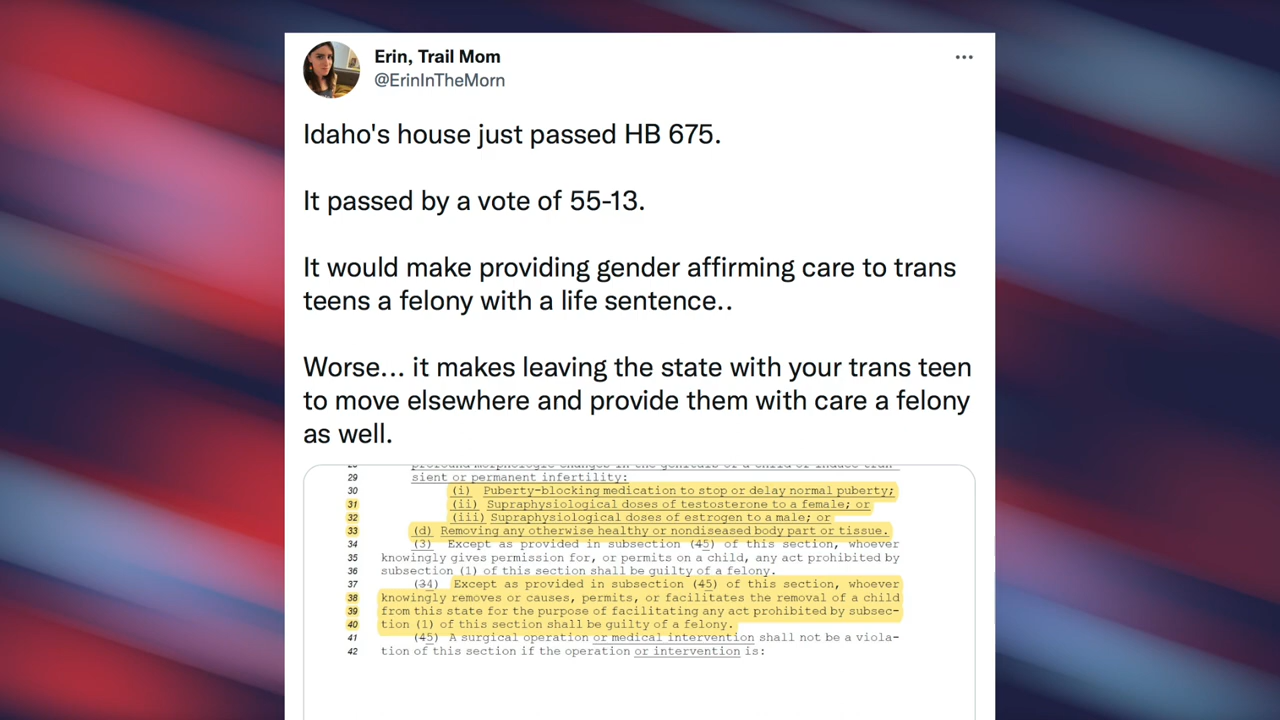 Erin, Trail Mom
@ErinInTheMorn
Idaho's house just passed HB 675.
It passed by a vote of 55-13.
It would make providing gender affirming care to trans
teens a felony with a life sentence..
Worse... it makes leaving the state with your trans teen
to move elsewhere and provide them with care a felony
as well.
29 sient or permanent infertility:
30 (i) Puberty-blocking medication to stop or delay normal puberty;
31 (ii) Supraphysiological doses of testosterone to a female; or
32 (iii) Supraphysiological doses of estrogen to a male; or
33 (d) Removing any otherwise healthy or nondiseased body part or tissue.
34 (3) Except as provided in subsection (45) of this section, whoever
35 knowingly gives permission for, or permits on a child, any act prohibited by
36 subsection (1) of this section shall be guilty of a felony.
37 (34) Except as provided in subsection (45) of this section, whoever
38 knowingly removes or causes, permits, or facilitates the removal of a child
39 from this state for the purpose of facilitating any act prohibited by subsec-
40 tion (1) of this section shall be guilty of a felony.
41 (45) A surgical operation or medical intervention shall not be a viola-
42 tion of this section if the operation or intervention is: